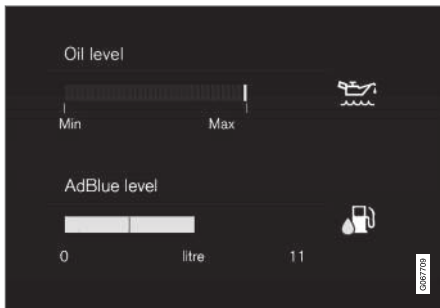 Oil level
Min Max
AdBlue level
0 litre 11
G067709